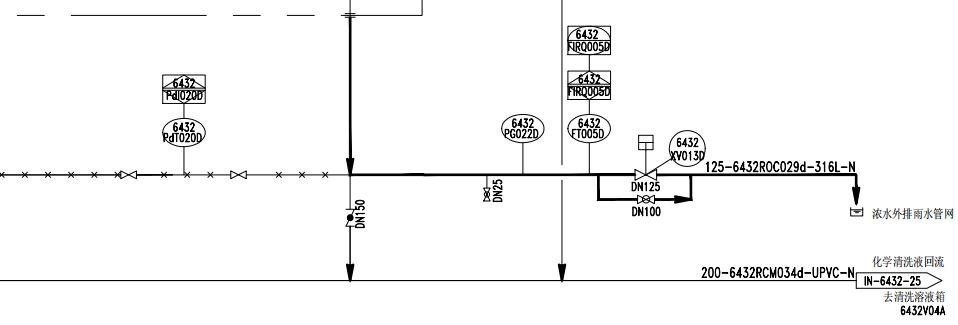 6432
FIRQ005D
6432
FIRQ005D
6432
PdI020D
6432
PdT020D
6432
PG022D
6432
FT005D
6432
XV013D
125-6432ROC029d-316L-N
DN125
DN25
DN100
DN150
浓水外排雨水管网
化学清洗液回流
200-6432RCM034d-UPVC-N
IN-6432-25
去清洗溶液箱
6432V04A